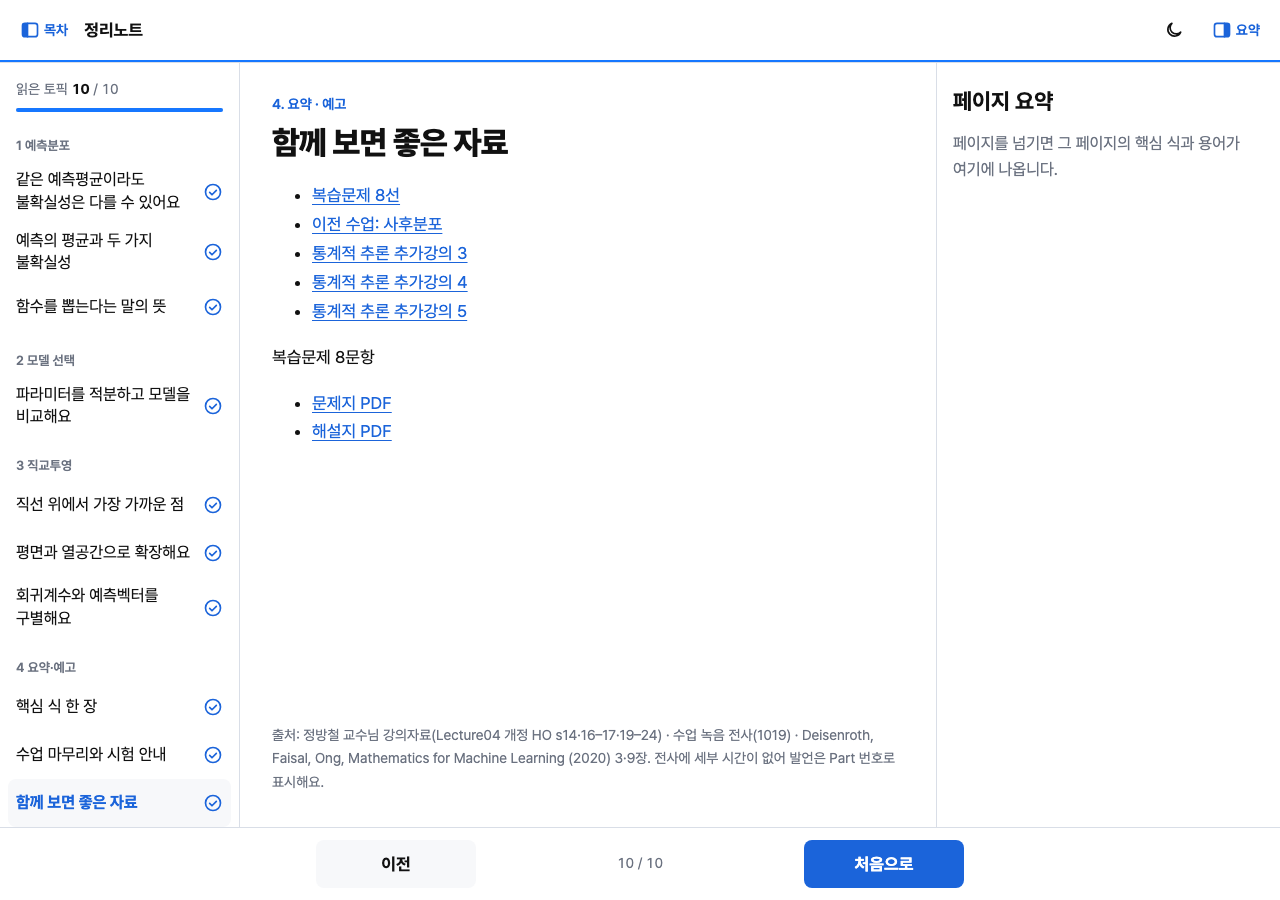 목차 정리노트 요약
읽은 토픽 10 / 10
1 예측분포
같은 예측평균이라도
불확실성은 다를 수 있어요
예측의 평균과 두 가지
불확실성
함수를 뽑는다는 말의 뜻
2 모델 선택
파라미터를 적분하고 모델을
비교해요
3 직교투영
직선 위에서 가장 가까운 점
평면과 열공간으로 확장해요
회귀계수와 예측벡터를
구별해요
4 요약·예고
핵심 식 한 장
수업 마무리와 시험 안내
함께 보면 좋은 자료
4. 요약 · 예고
함께 보면 좋은 자료
복습문제 8선
이전 수업: 사후분포
통계적 추론 추가강의 3
통계적 추론 추가강의 4
통계적 추론 추가강의 5
복습문제 8문항
문제지 PDF
해설지 PDF
출처: 정방철 교수님 강의자료(Lecture04 개정 HO s14·16–17·19–24) · 수업 녹음 전사(1019) · Deisenroth,
Faisal, Ong, Mathematics for Machine Learning (2020) 3·9장. 전사에 세부 시간이 없어 발언은 Part 번호로
표시해요.
페이지 요약
페이지를 넘기면 그 페이지의 핵심 식과 용어가
여기에 나옵니다.
이전
10 / 10
처음으로